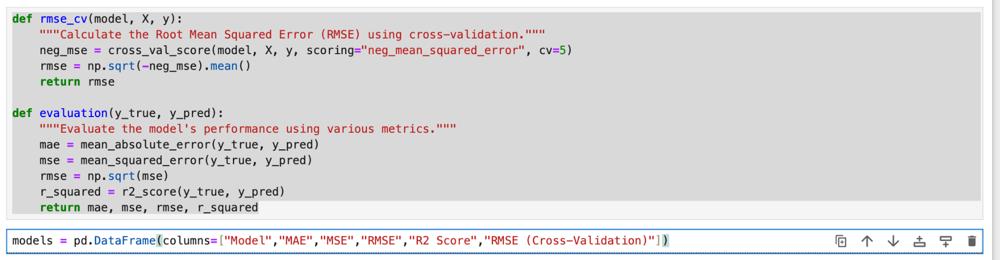 def rmse_cv(model, X, y):
    """Calculate the Root Mean Squared Error (RMSE) using cross-validation."""
    neg_mse = cross_val_score(model, X, y, scoring="neg_mean_squared_error", cv=5)
    rmse = np.sqrt(-neg_mse).mean()
    return rmse

def evaluation(y_true, y_pred):
    """Evaluate the model's performance using various metrics."""
    mae = mean_absolute_error(y_true, y_pred)
    mse = mean_squared_error(y_true, y_pred)
    rmse = np.sqrt(mse)
    r_squared = r2_score(y_true, y_pred)
    return mae, mse, rmse, r_squared
models = pd.DataFrame(columns=["Model","MAE","MSE","RMSE","R2 Score","RMSE (Cross-Validation)"])